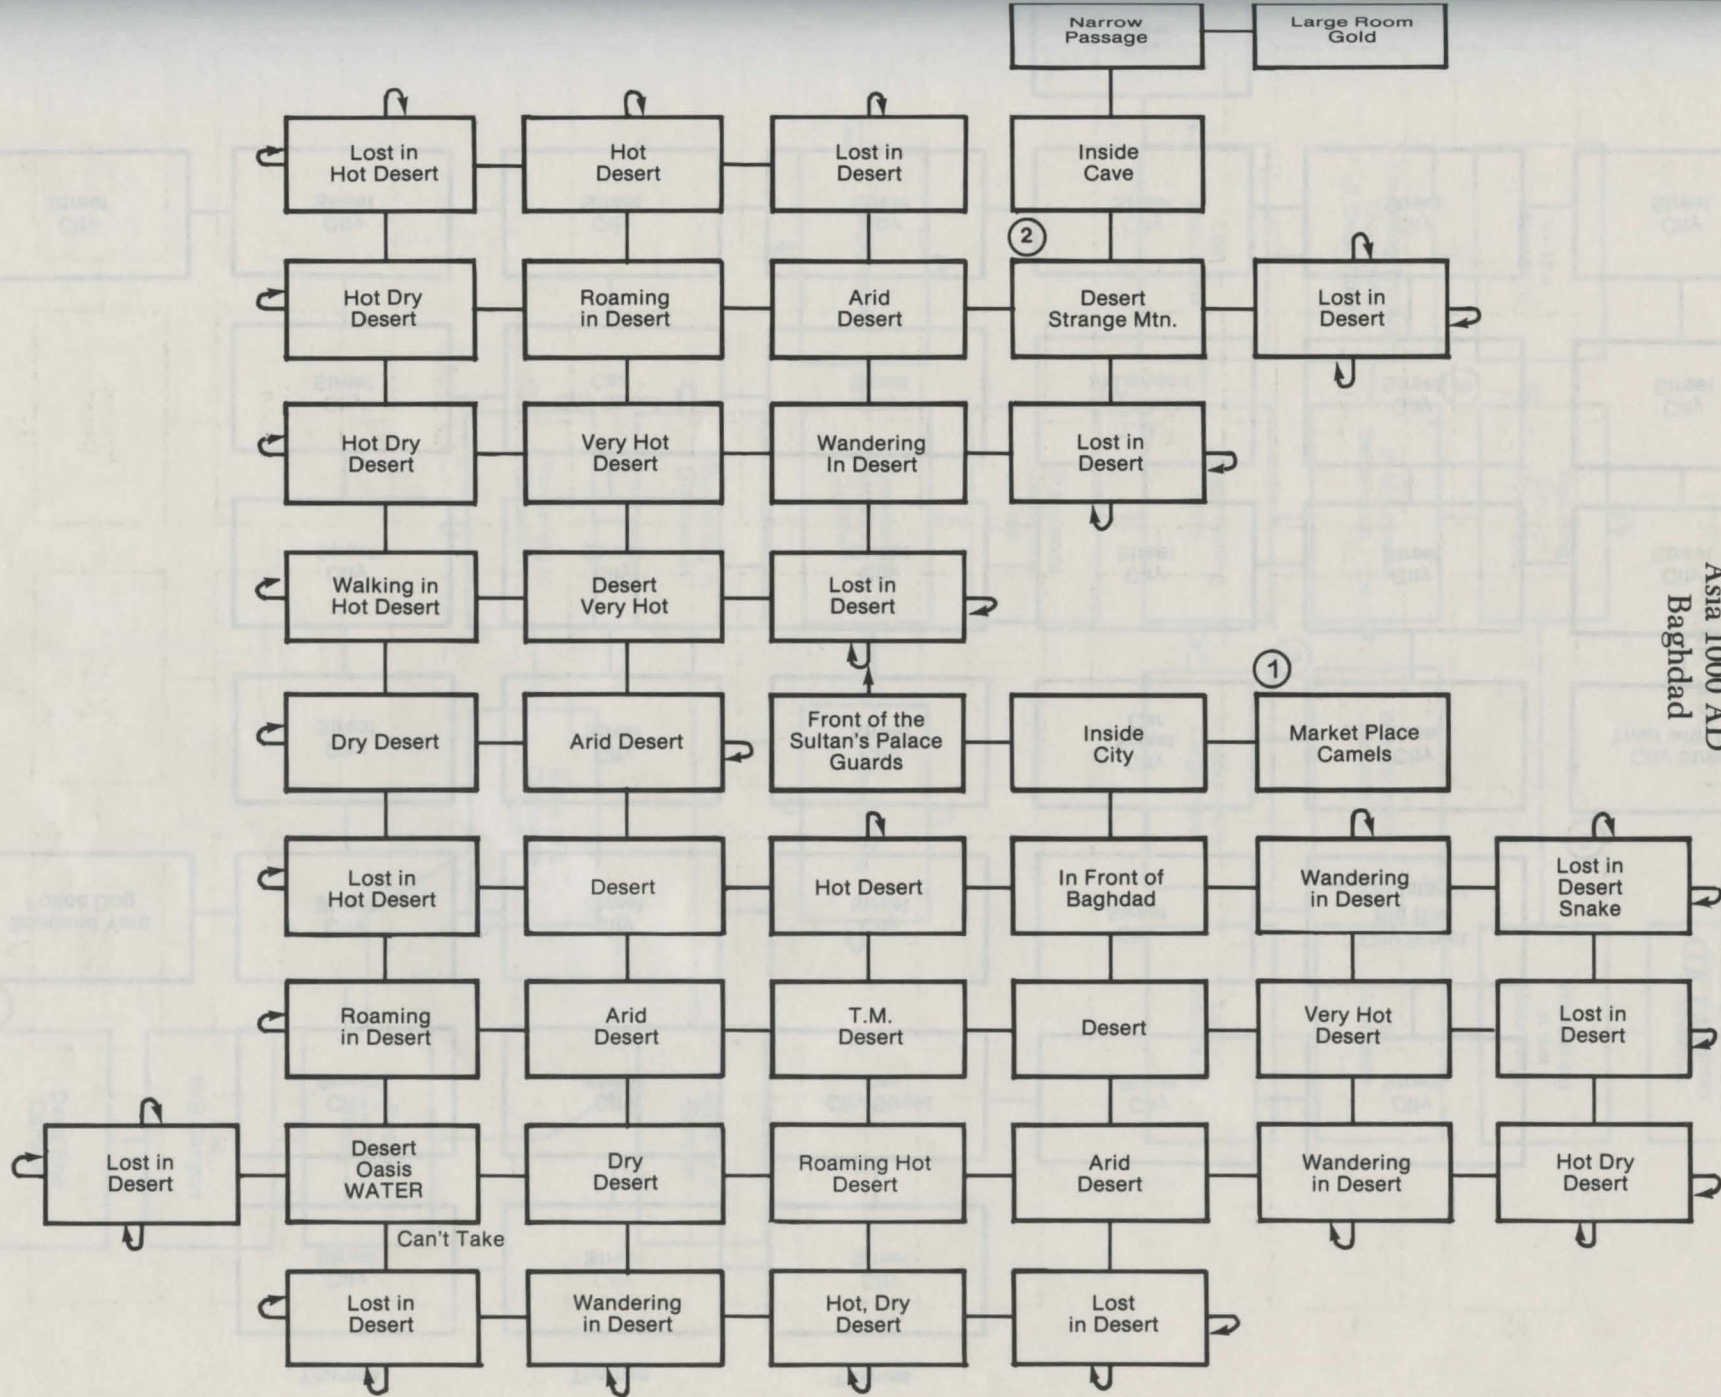 Narrow
Passage
Large Room
Gold
Lost in
Hot Desert
Hot
Desert
Lost in
Desert
Inside
Cave
2
Hot Dry
Desert
Roaming
in Desert
Arid
Desert
Desert
Strange Mtn.
Lost in
Desert
Hot Dry
Desert
Very Hot
Desert
Wandering
In Desert
Lost in
Desert
Walking in
Hot Desert
Desert
Very Hot
Lost in
Desert
Asia 1000 AD
Baghdad
1
Dry Desert
Arid Desert
Front of the
Sultan's Palace
Guards
Inside
City
Market Place
Camels
Lost in
Hot Desert
Desert
Hot Desert
In Front of
Baghdad
Wandering
in Desert
Lost in
Desert
Snake
Roaming
in Desert
Arid
Desert
T.M.
Desert
Desert
Very Hot
Desert
Lost in
Desert
Lost in
Desert
Desert
Oasis
WATER
Can't Take
Dry
Desert
Roaming Hot
Desert
Arid
Desert
Wandering
in Desert
Hot Dry
Desert
Lost in
Desert
Wandering
in Desert
Hot, Dry
Desert
Lost
in Desert